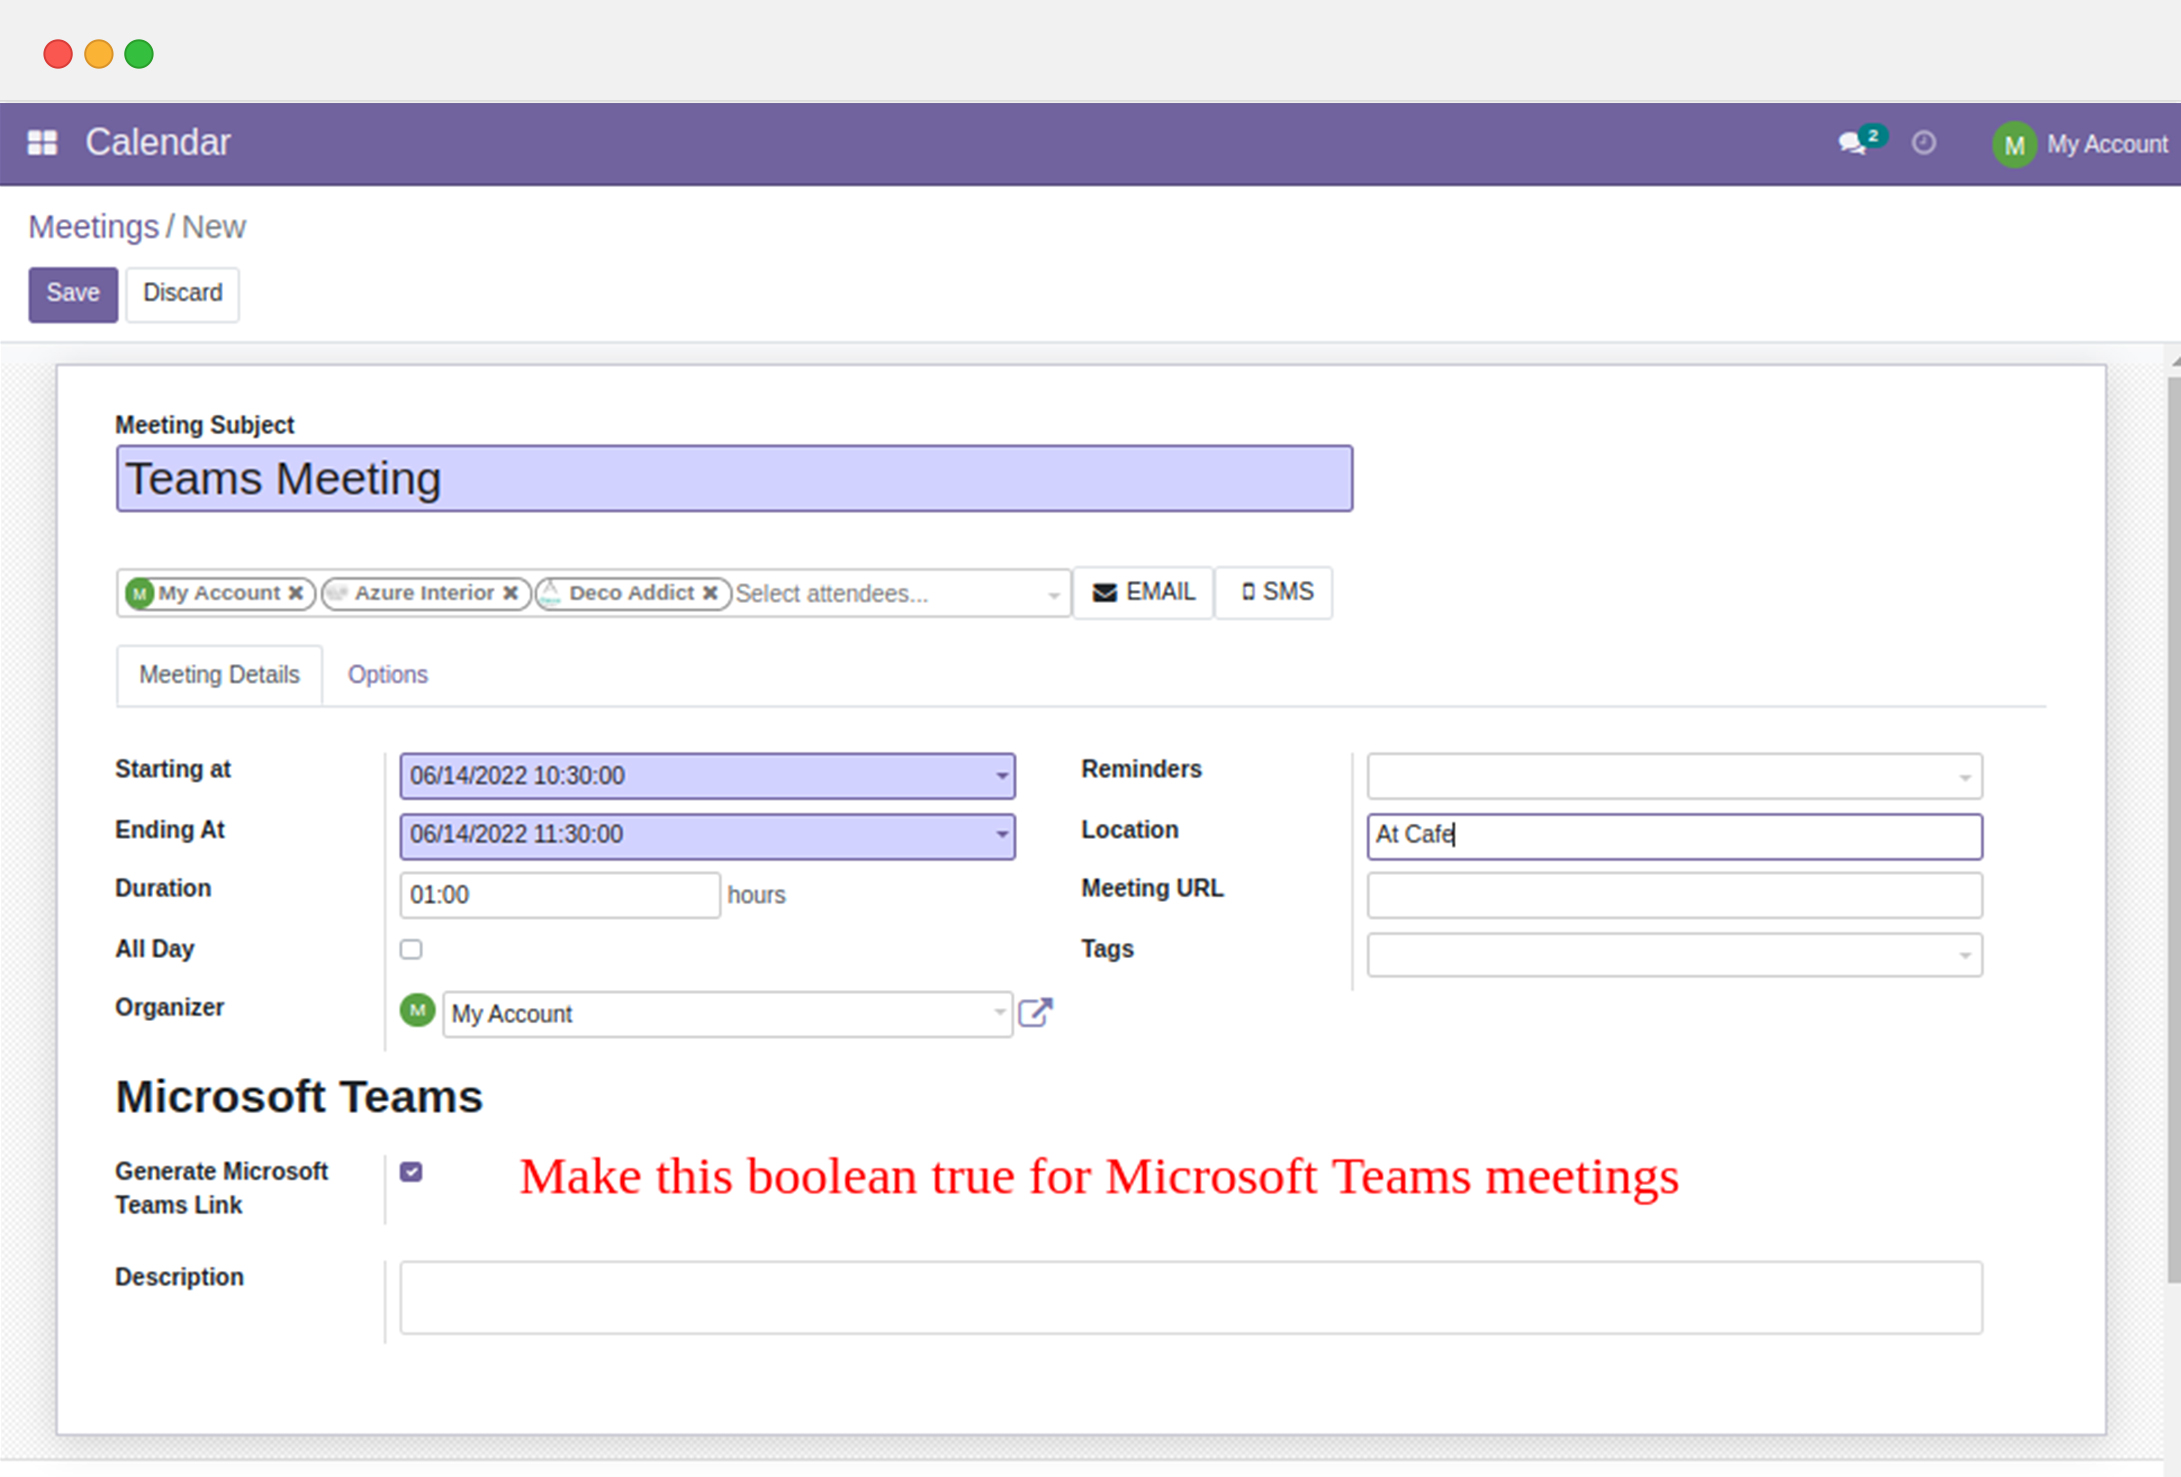 Calendar
2
M My Account
Meetings / New
Save Discard
Meeting Subject
Teams Meeting
M My Account ✖ Azure Interior ✖ Deco Addict ✖ Select attendees... EMAIL SMS
Meeting Details Options
Starting at 06/14/2022 10:30:00 Reminders
Ending At 06/14/2022 11:30:00 Location At Cafe
Duration 01:00 hours Meeting URL
All Day Tags
Organizer M My Account
Microsoft Teams
Generate Microsoft
Teams Link
Make this boolean true for Microsoft Teams meetings
Description